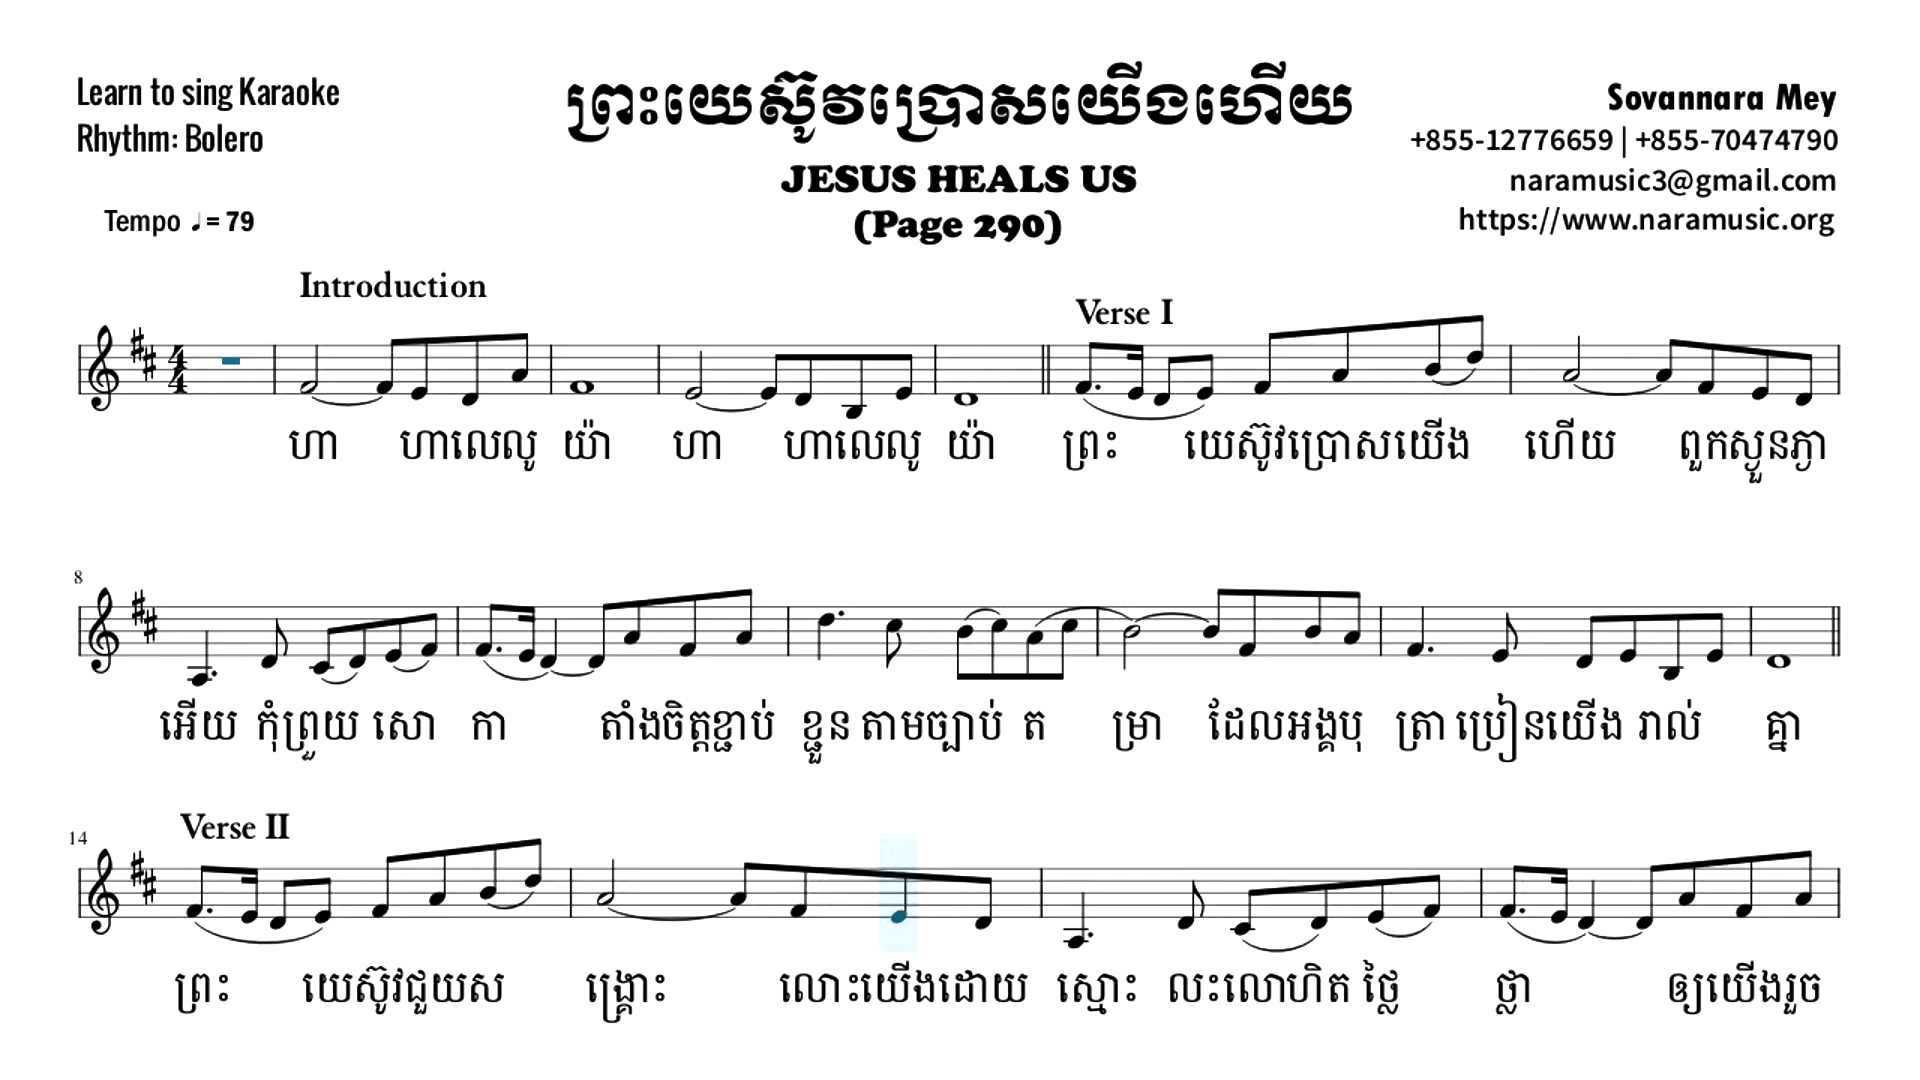 Learn to sing Karaoke
Rhythm: Bolero
Tempo ♩= 79
ព្រះយេស៊ូវប្រោសយើងហើយ
JESUS HEALS US
(Page 290)
Sovannara Mey
+855-12776659 | +855-70474790
naramusic3@gmail.com
https://www.naramusic.org
Introduction
Verse I
ហា ហាលេលូ យ៉ា ហា ហាលេលូ យ៉ា ព្រះ យេស៊ូវប្រោសយើង ហើយ ពួកស្ងួនភ្ងា
8
អើយ កុំព្រួយ សោ កា តាំងចិត្តខ្ជាប់ ខ្ជួន តាមច្បាប់ ត ម្រា ដែលអង្គបុ ត្រា ប្រៀនយើង រាល់ គ្នា
14
Verse II
ព្រះ យេស៊ូវជួយស ង្គ្រោះ លោះយើងដោយ ស្មោះ លះលោហិត ថ្លៃ ថ្លា ឲ្យយើងរួច